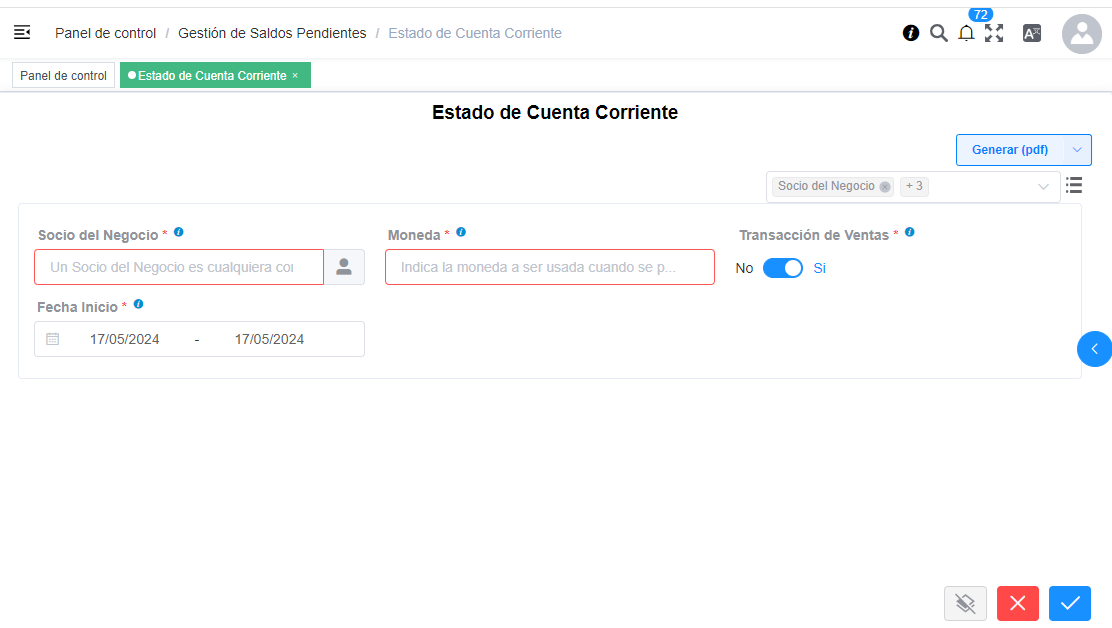 Panel de control / Gestión de Saldos Pendientes / Estado de Cuenta Corriente
72
Panel de control
Estado de Cuenta Corriente ×
Estado de Cuenta Corriente
Generar (pdf)
Socio del Negocio + 3
Socio del Negocio *
Moneda *
Transacción de Ventas *
Un Socio del Negocio es cualquiera cor
Indica la moneda a ser usada cuando se p...
No Si
Fecha Inicio *
17/05/2024 - 17/05/2024